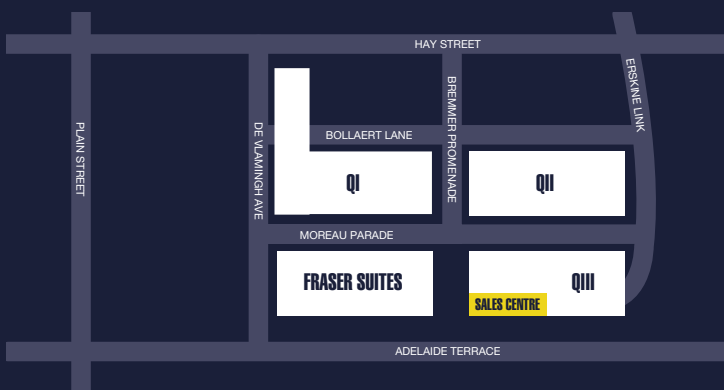 HAY STREET
ERSKINE LINK
PLAIN STREET
DE VLAMINGH AVE
BREMMER PROMENADE
BOLLAERT LANE
QI
QII
MOREAU PARADE
FRASER SUITES
QIII
SALES CENTRE
ADELAIDE TERRACE